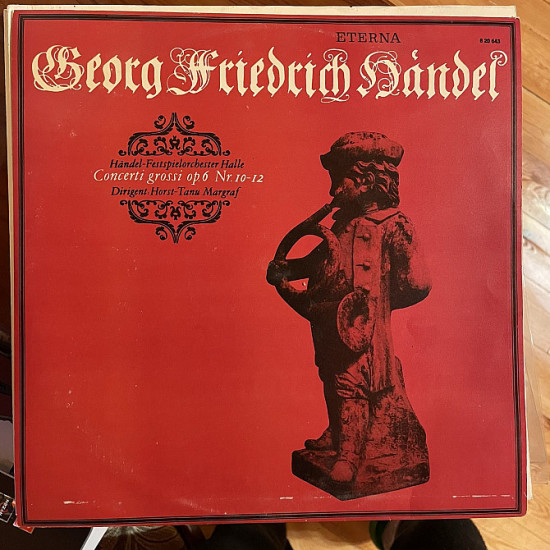 ETERNA
8 20 543
Georg Friedrich Händel
Händel-Festspielorchester Halle
Concerti grossi op 6 Nr. 10-12
Dirigent: Horst-Tanu Margraf